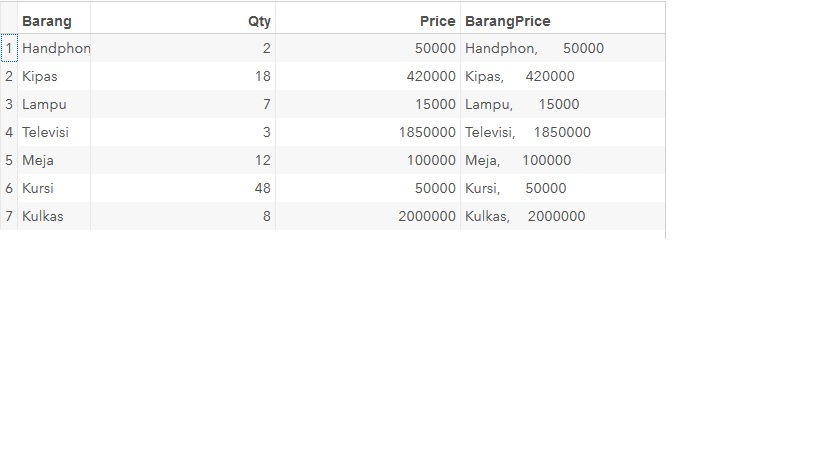 Barang Qty Price BarangPrice
1 Handphon 2 50000 Handphon, 50000
2 Kipas 18 420000 Kipas, 420000
3 Lampu 7 15000 Lampu, 15000
4 Televisi 3 1850000 Televisi, 1850000
5 Meja 12 100000 Meja, 100000
6 Kursi 48 50000 Kursi, 50000
7 Kulkas 8 2000000 Kulkas, 2000000